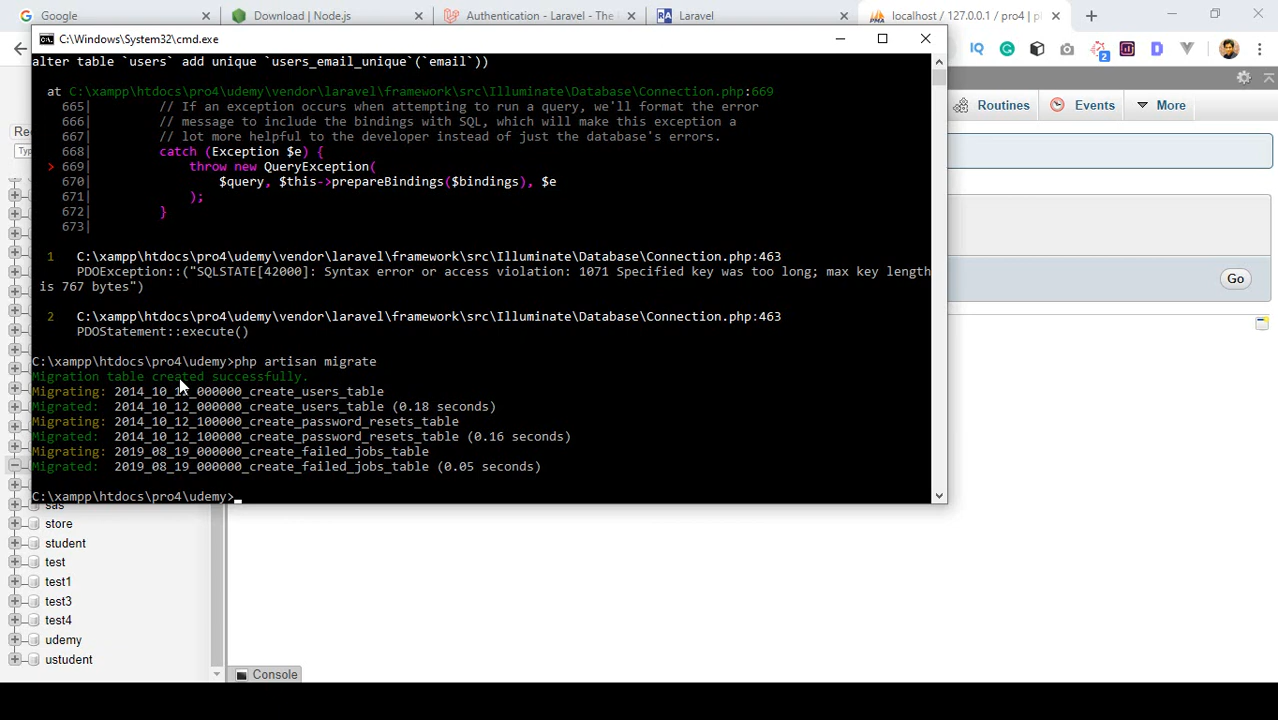 Google
Download | Node.js
Authentication - Laravel - The
Laravel
localhost / 127.0.0.1 / pro4 | p
C:\Windows\System32\cmd.exe
alter table `users` add unique `users_email_unique`(`email`))
at C:\xampp\htdocs\pro4\udemy\vendor\laravel\framework\src\Illuminate\Database\Connection.php:669
665| // If an exception occurs when attempting to run a query, we'll format the error
666| // message to include the bindings with SQL, which will make this exception a
667| // lot more helpful to the developer instead of just the database's errors.
668| catch (Exception $e) {
> 669| throw new QueryException(
670| $query, $this->prepareBindings($bindings), $e
671| );
672| }
673|
1 C:\xampp\htdocs\pro4\udemy\vendor\laravel\framework\src\Illuminate\Database\Connection.php:463
PDOException::("SQLSTATE[42000]: Syntax error or access violation: 1071 Specified key was too long; max key length
is 767 bytes")
2 C:\xampp\htdocs\pro4\udemy\vendor\laravel\framework\src\Illuminate\Database\Connection.php:463
PDOStatement::execute()
C:\xampp\htdocs\pro4\udemy>php artisan migrate
Migration table created successfully.
Migrating: 2014_10_12_000000_create_users_table
Migrated: 2014_10_12_000000_create_users_table (0.18 seconds)
Migrating: 2014_10_12_100000_create_password_resets_table
Migrated: 2014_10_12_100000_create_password_resets_table (0.16 seconds)
Migrating: 2019_08_19_000000_create_failed_jobs_table
Migrated: 2019_08_19_000000_create_failed_jobs_table (0.05 seconds)
C:\xampp\htdocs\pro4\udemy>
IQ
Routines
Events
More
Go
sas
store
student
test
test1
test3
test4
udemy
ustudent
Console